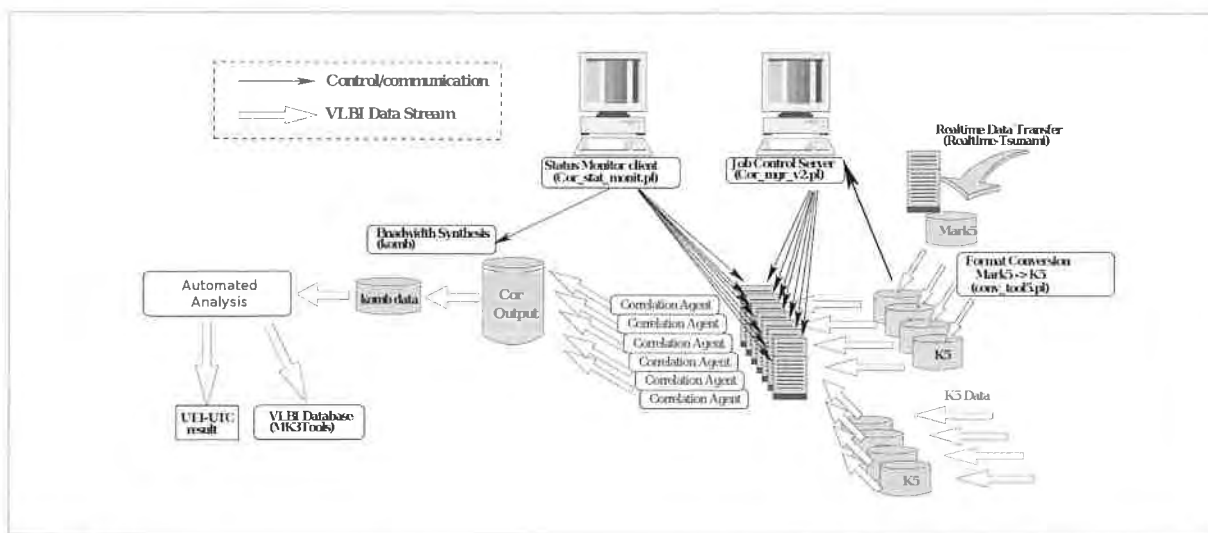 Control/communication
VLBI Data Stream
Status Monitor client
(Cor_stat_monit.pl)
Job Control Server
(Cor_mgr_v2.pl)
Realtime Data Transfer
(Realtime-Tsunami)
Mark5
Format Conversion
Mark5 -> K5
(conv_tool5.pl)
Boadwidth Synthesis
(komb)
Automated
Analysis
komb data
Cor
Output
Correlation Agent
Correlation Agent
Correlation Agent
Correlation Agent
Correlation Agent
Correlation Agent
K5
K5 Data
K5
UT1-UTC
result
VLBI Database
(MK3Tools)